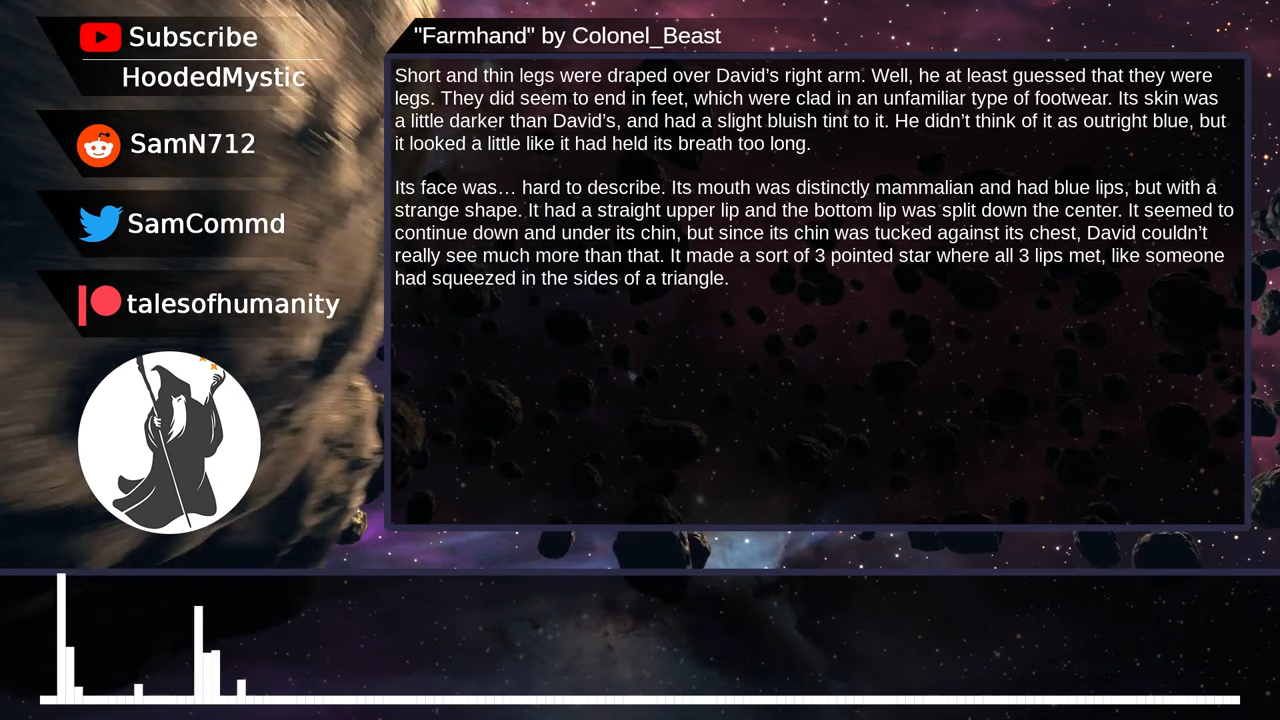 Subscribe
HoodedMystic
SamN712
SamCommd
talesofhumanity
"Farmhand" by Colonel_Beast
Short and thin legs were draped over David’s right arm. Well, he at least guessed that they were
legs. They did seem to end in feet, which were clad in an unfamiliar type of footwear. Its skin was
a little darker than David’s, and had a slight bluish tint to it. He didn’t think of it as outright blue, but
it looked a little like it had held its breath too long.
Its face was… hard to describe. Its mouth was distinctly mammalian and had blue lips, but with a
strange shape. It had a straight upper lip and the bottom lip was split down the center. It seemed to
continue down and under its chin, but since its chin was tucked against its chest, David couldn’t
really see much more than that. It made a sort of 3 pointed star where all 3 lips met, like someone
had squeezed in the sides of a triangle.